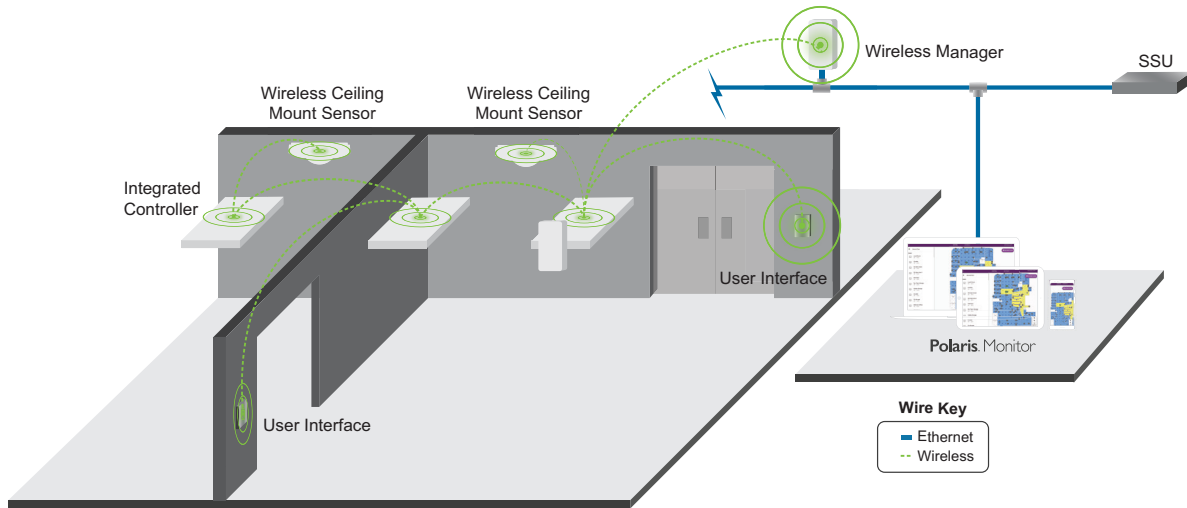 Wireless Manager
SSU
Wireless Ceiling
Mount Sensor
Wireless Ceiling
Mount Sensor
Integrated
Controller
User Interface
Polaris. Monitor
User Interface
Wire Key
Ethernet
Wireless